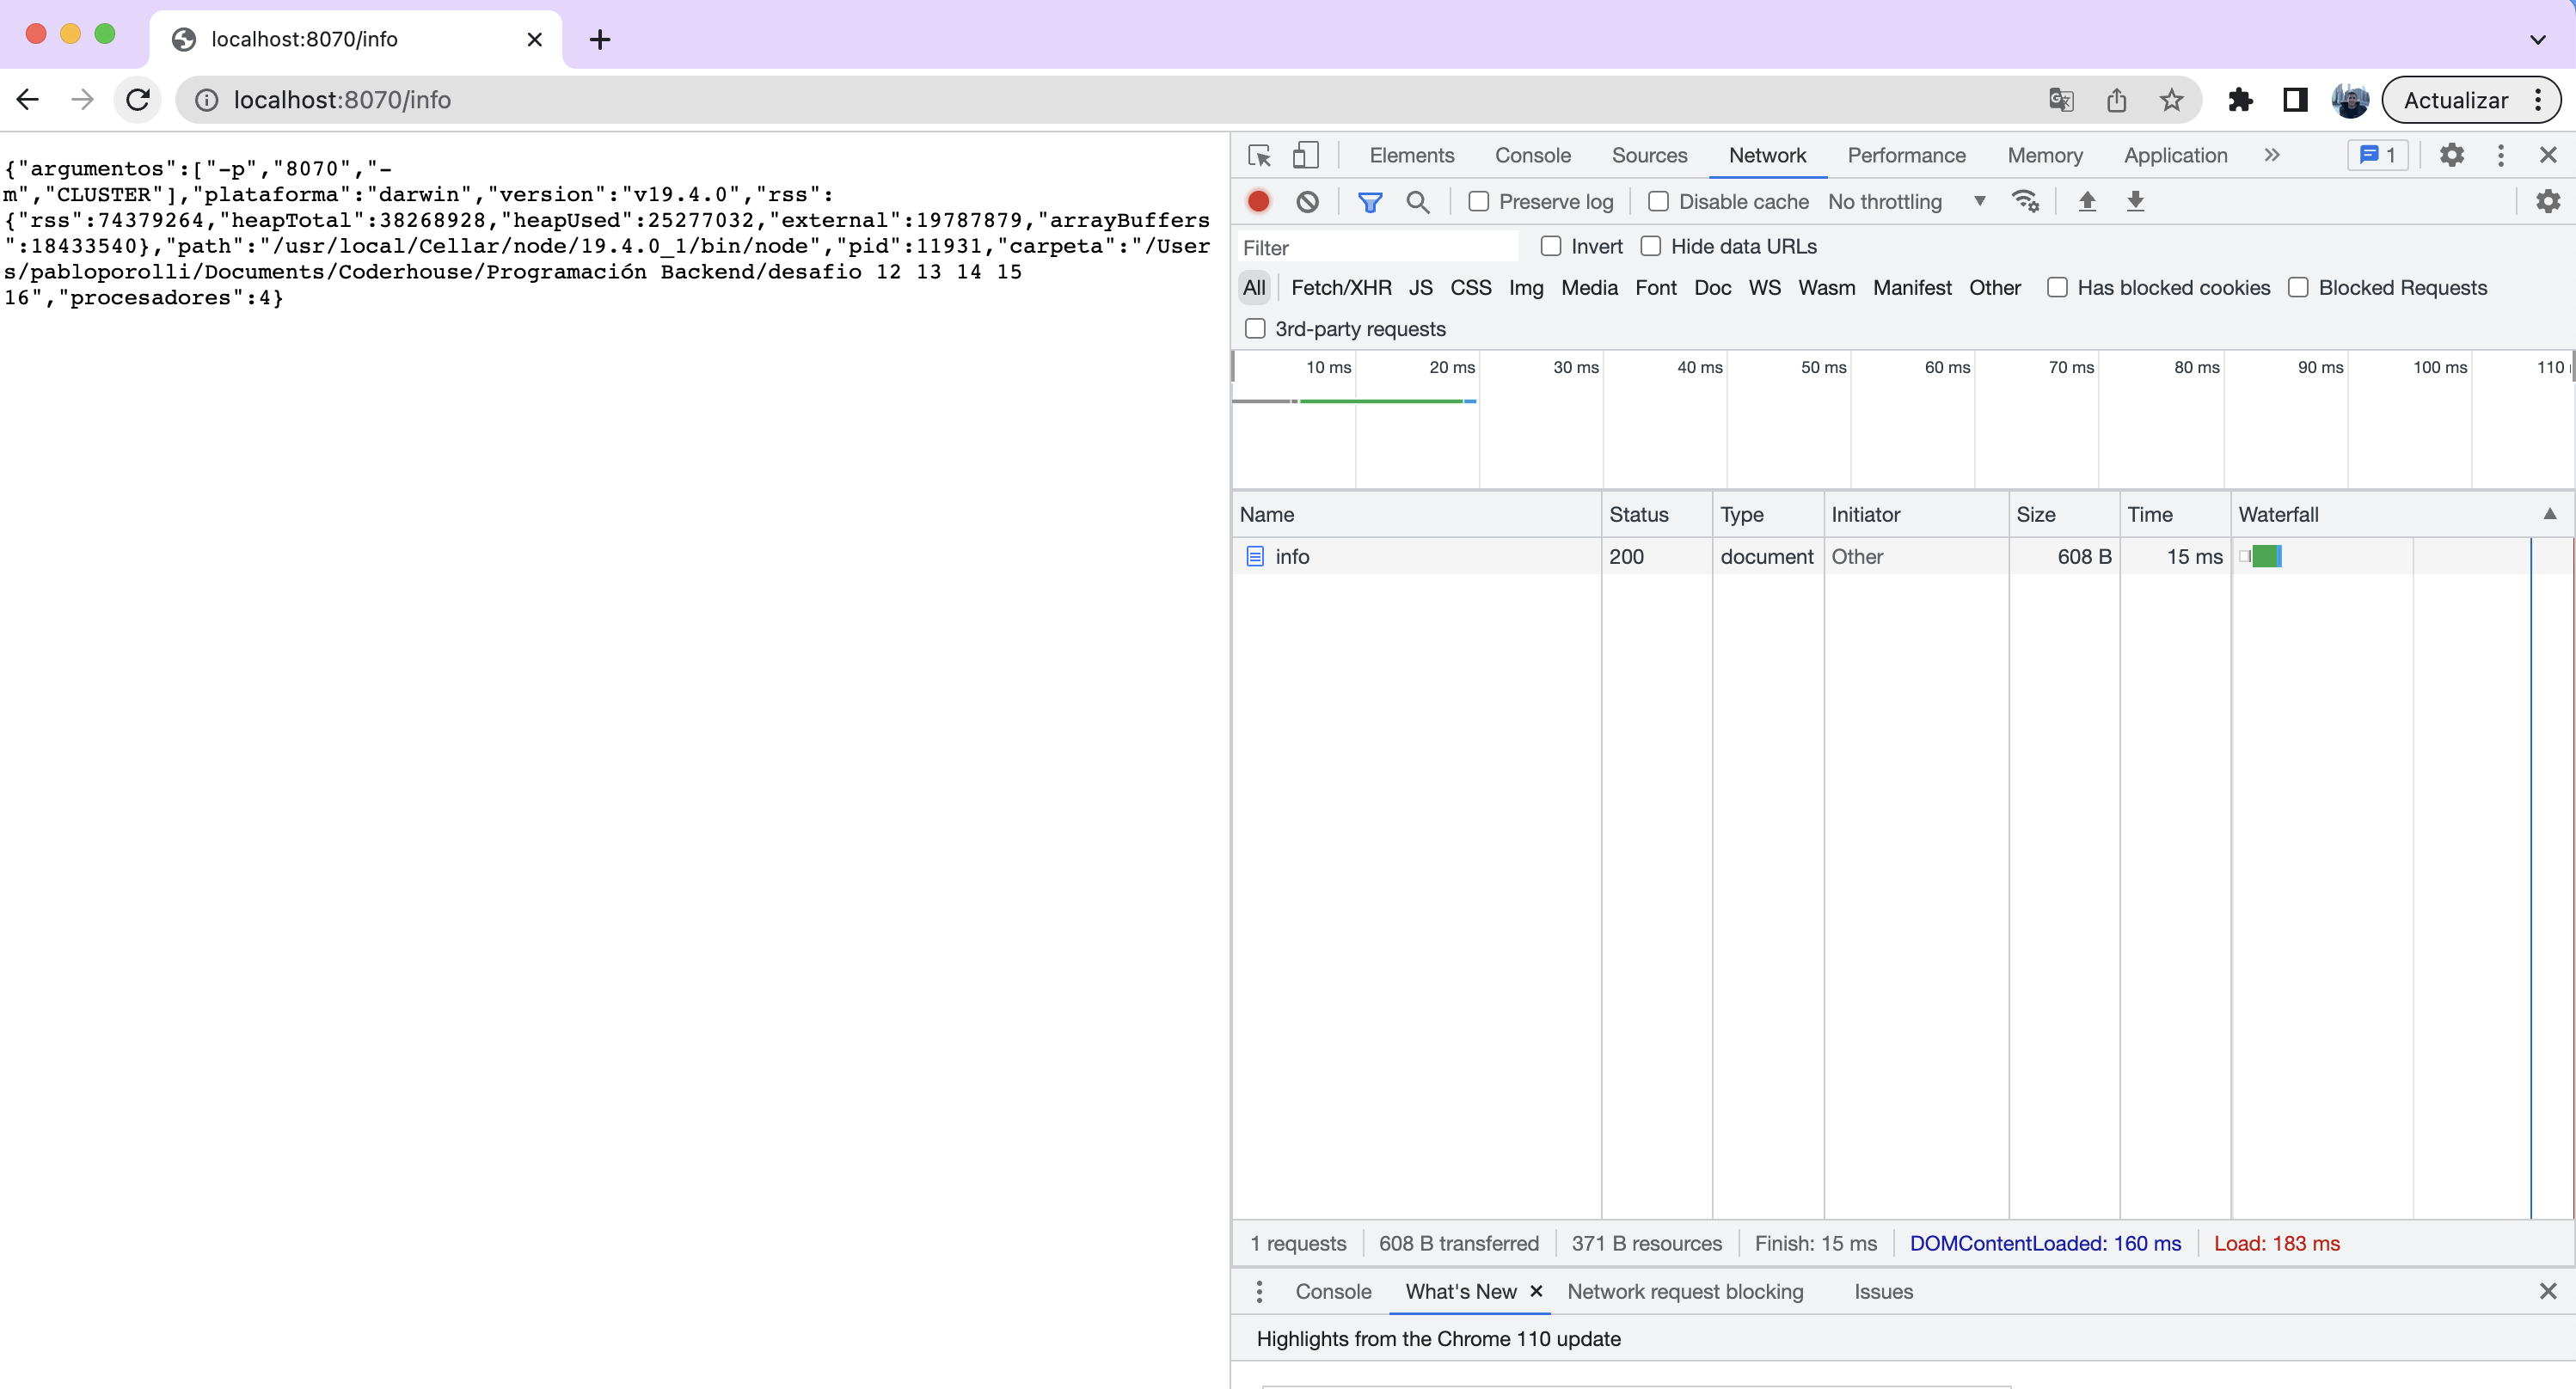 localhost:8070/info
localhost:8070/info
Actualizar
{"argumentos":["-p","8070","-
m","CLUSTER"],"plataforma":"darwin","version":"v19.4.0","rss":
{"rss":74379264,"heapTotal":38268928,"heapUsed":25277032,"external":19787879,"arrayBuffers
":18433540},"path":"/usr/local/Cellar/node/19.4.0_1/bin/node","pid":11931,"carpeta":"/User
s/pabloporolli/Documents/Coderhouse/Programación Backend/desafio 12 13 14 15
16","procesadores":4}
Elements Console Sources Network Performance Memory Application 1
Preserve log Disable cache No throttling
Filter Invert Hide data URLs
All Fetch/XHR JS CSS Img Media Font Doc WS Wasm Manifest Other Has blocked cookies Blocked Requests
3rd-party requests
10 ms 20 ms 30 ms 40 ms 50 ms 60 ms 70 ms 80 ms 90 ms 100 ms 110
Name Status Type Initiator Size Time Waterfall
info 200 document Other 608 B 15 ms
1 requests 608 B transferred 371 B resources Finish: 15 ms DOMContentLoaded: 160 ms Load: 183 ms
Console What's New Network request blocking Issues
Highlights from the Chrome 110 update